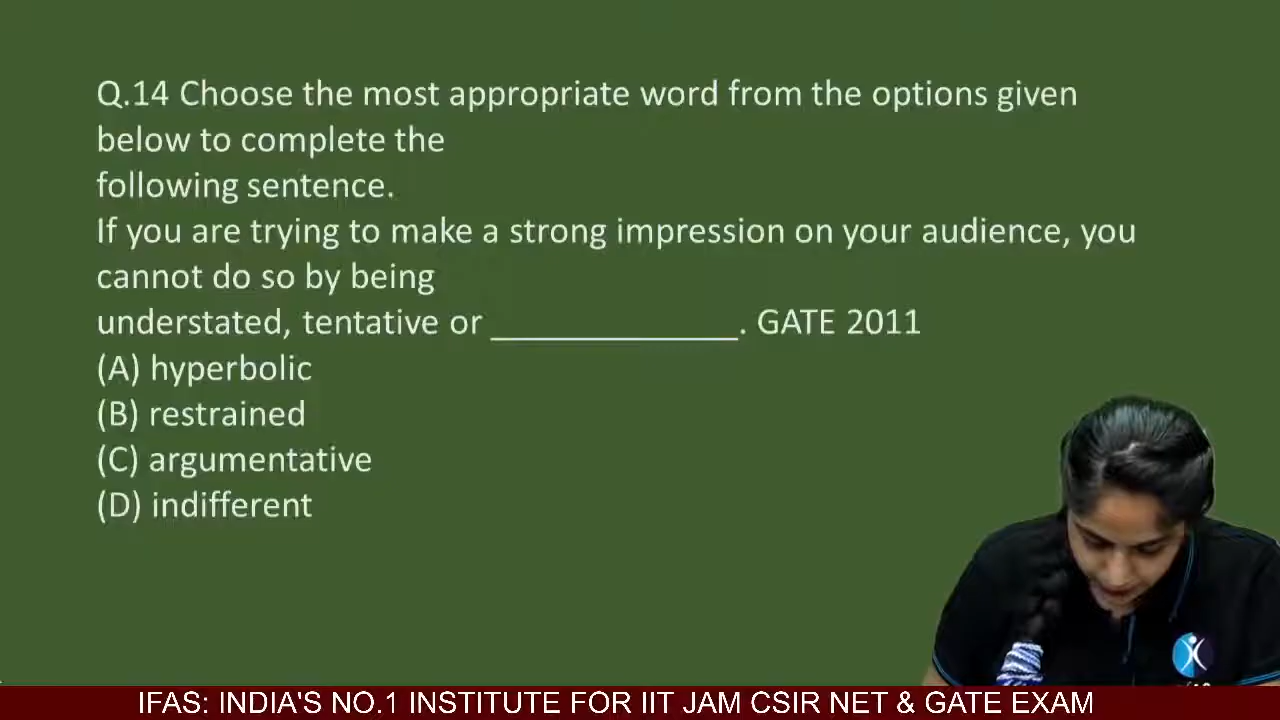 Q.14 Choose the most appropriate word from the options given
below to complete the
following sentence.
If you are trying to make a strong impression on your audience, you
cannot do so by being
understated, tentative or ______________. GATE 2011
(A) hyperbolic
(B) restrained
(C) argumentative
(D) indifferent
IFAS: INDIA'S NO.1 INSTITUTE FOR IIT JAM CSIR NET & GATE EXAM